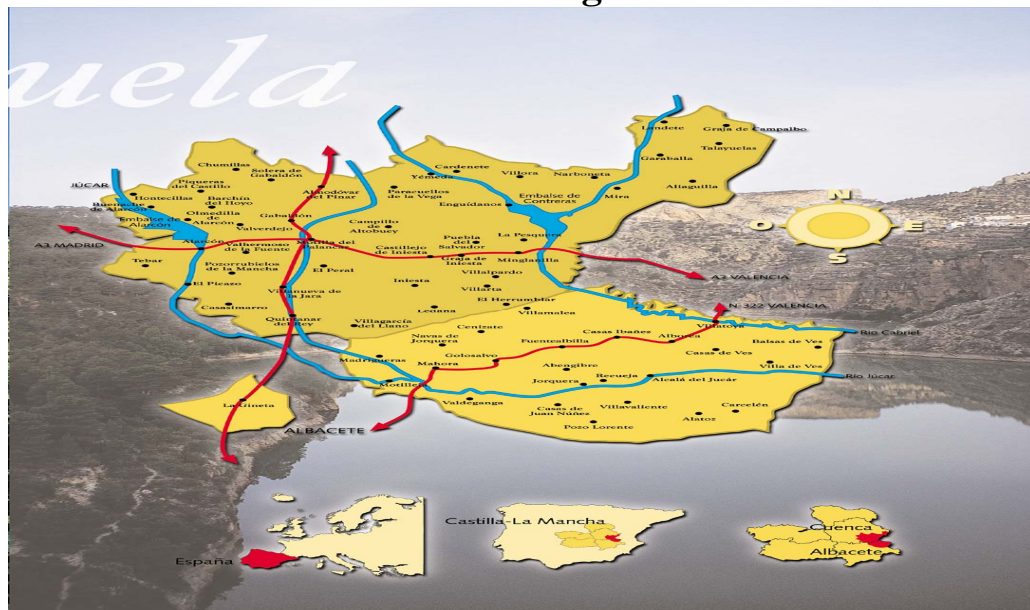 uela
Chumillas
Solera de
Gabaldón
Piqueras
del Castillo
JÚCAR
Hontecillas
Barchín
del Hoyo
Buenache
de Alarcón
Olmedilla
de
Alarcón
Embalse de
Alarcón
Valverdejo
Almodóvar
del Pinar
Gabaldón
A3 MADRID
Alarcón
Valhermoso
de la Fuente
Motilla del
Palancar
Tebar
Pozorrubielos
de la Mancha
El Picazo
Casasimarro
Villanueva de
la Jara
Quintanar
del Rey
El Peral
Campillo
de
Altobuey
Paracuellos
de la Vega
Yémeda
Cardenete
Villora
Narboneta
Enguídanos
Embalse de
Contreras
Mira
Landete
Graja de Campalbo
Talayuelas
Garaballa
Aliaguilla
N
O
E
S
La Pesquera
Puebla
del
Salvador
Castillejo
de Iniesta
Graja de
Iniesta
Minglanilla
Villalpardo
Iniesta
Villarta
El Herrumblar
Ledaña
Villamalea
Villagarcía
del Llano
A3 VALENCIA
N-322 VALENCIA
Cenizate
Navas de
Jorquera
Casas Ibañez
Villatoya
Río Cabriel
Fuentealbilla
Alborea
Balsas de Ves
Casas de Ves
Golosalvo
Madrigueras
Mahora
Abengibre
Villa de Ves
Recueja
Jorquera
Alcalá del Jucár
Río Júcar
Motilleja
Valdeganga
Casas de
Juan Núñez
Villavaliente
Carcelén
Alatoz
Pozo Lorente
La Gineta
ALBACETE
España
Castilla-La Mancha
Cuenca
Albacete